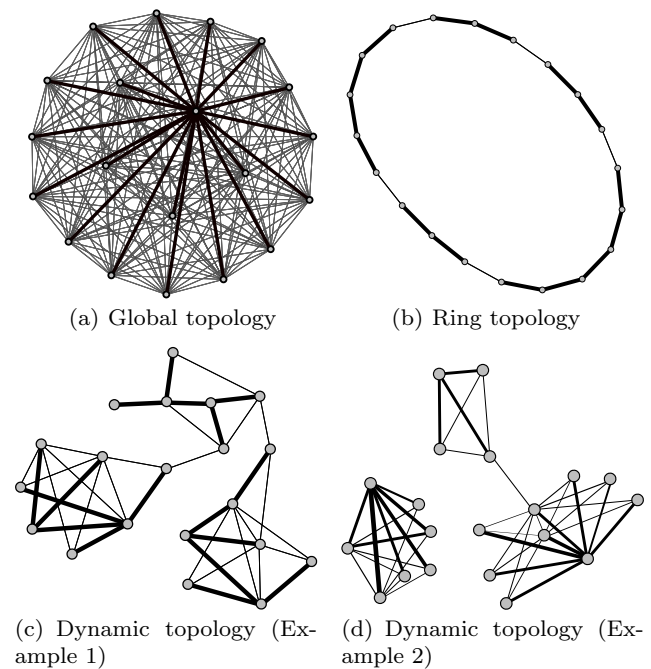 (a) Global topology
(b) Ring topology
(c) Dynamic topology (Ex-
ample 1)
(d) Dynamic topology (Ex-
ample 2)